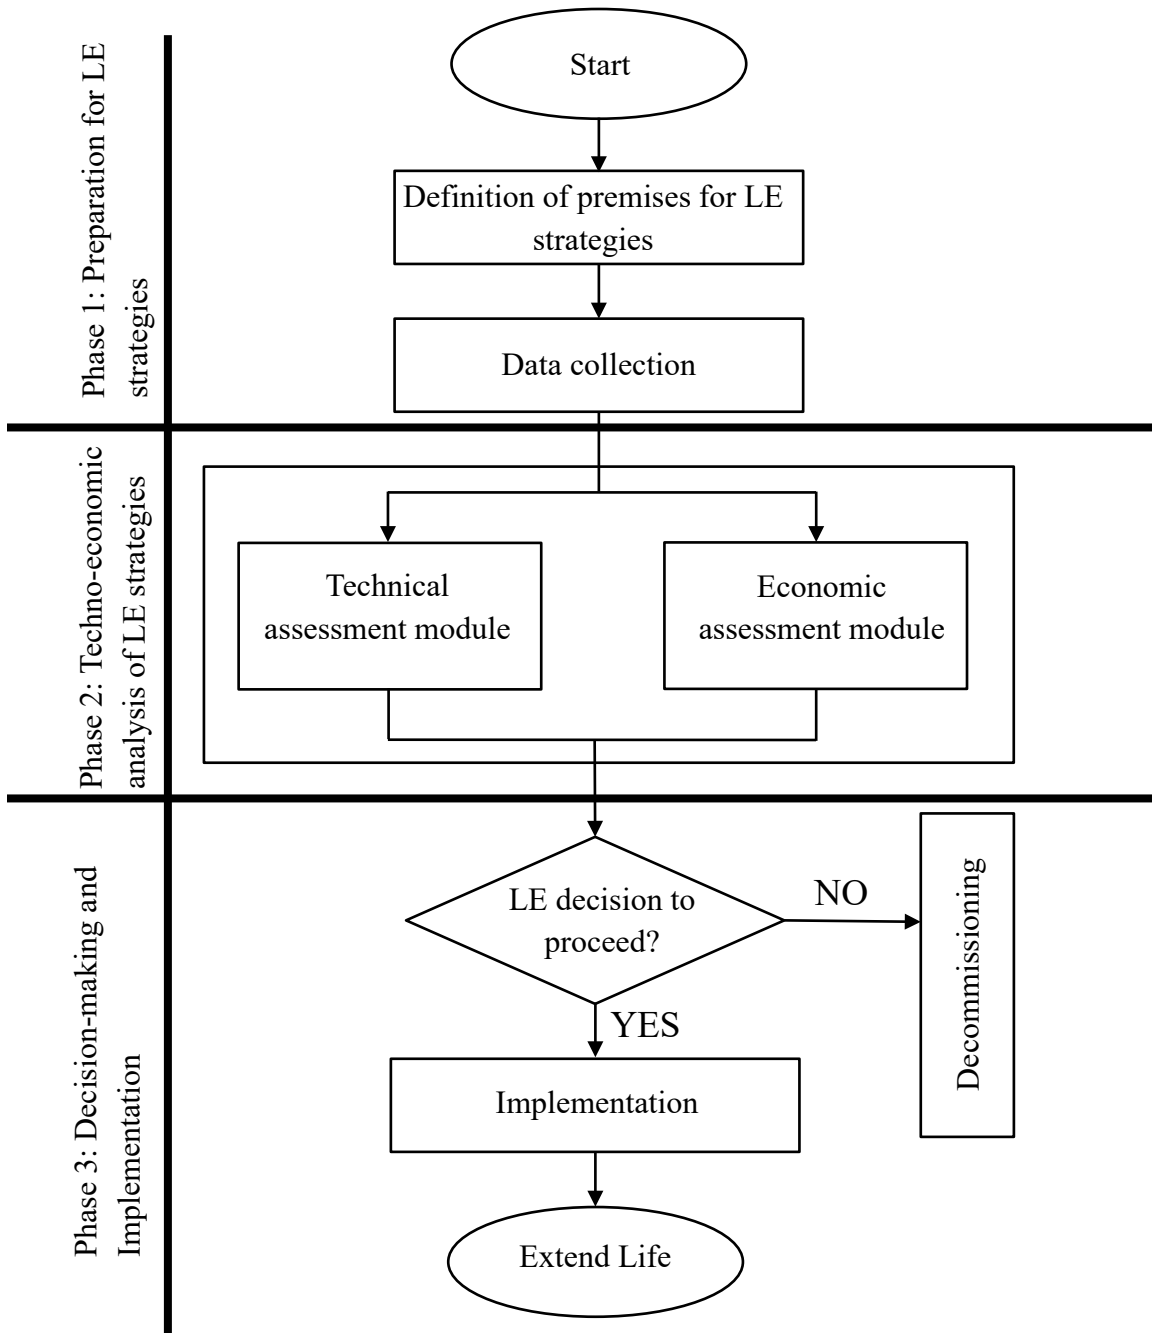 Phase 1: Preparation for LE
strategies
Start
Definition of premises for LE
strategies
Data collection
Phase 2: Techno-economic
analysis of LE strategies
Technical
assessment module
Economic
assessment module
Phase 3: Decision-making and
Implementation
LE decision to
proceed?
NO
Decommissioning
YES
Implementation
Extend Life